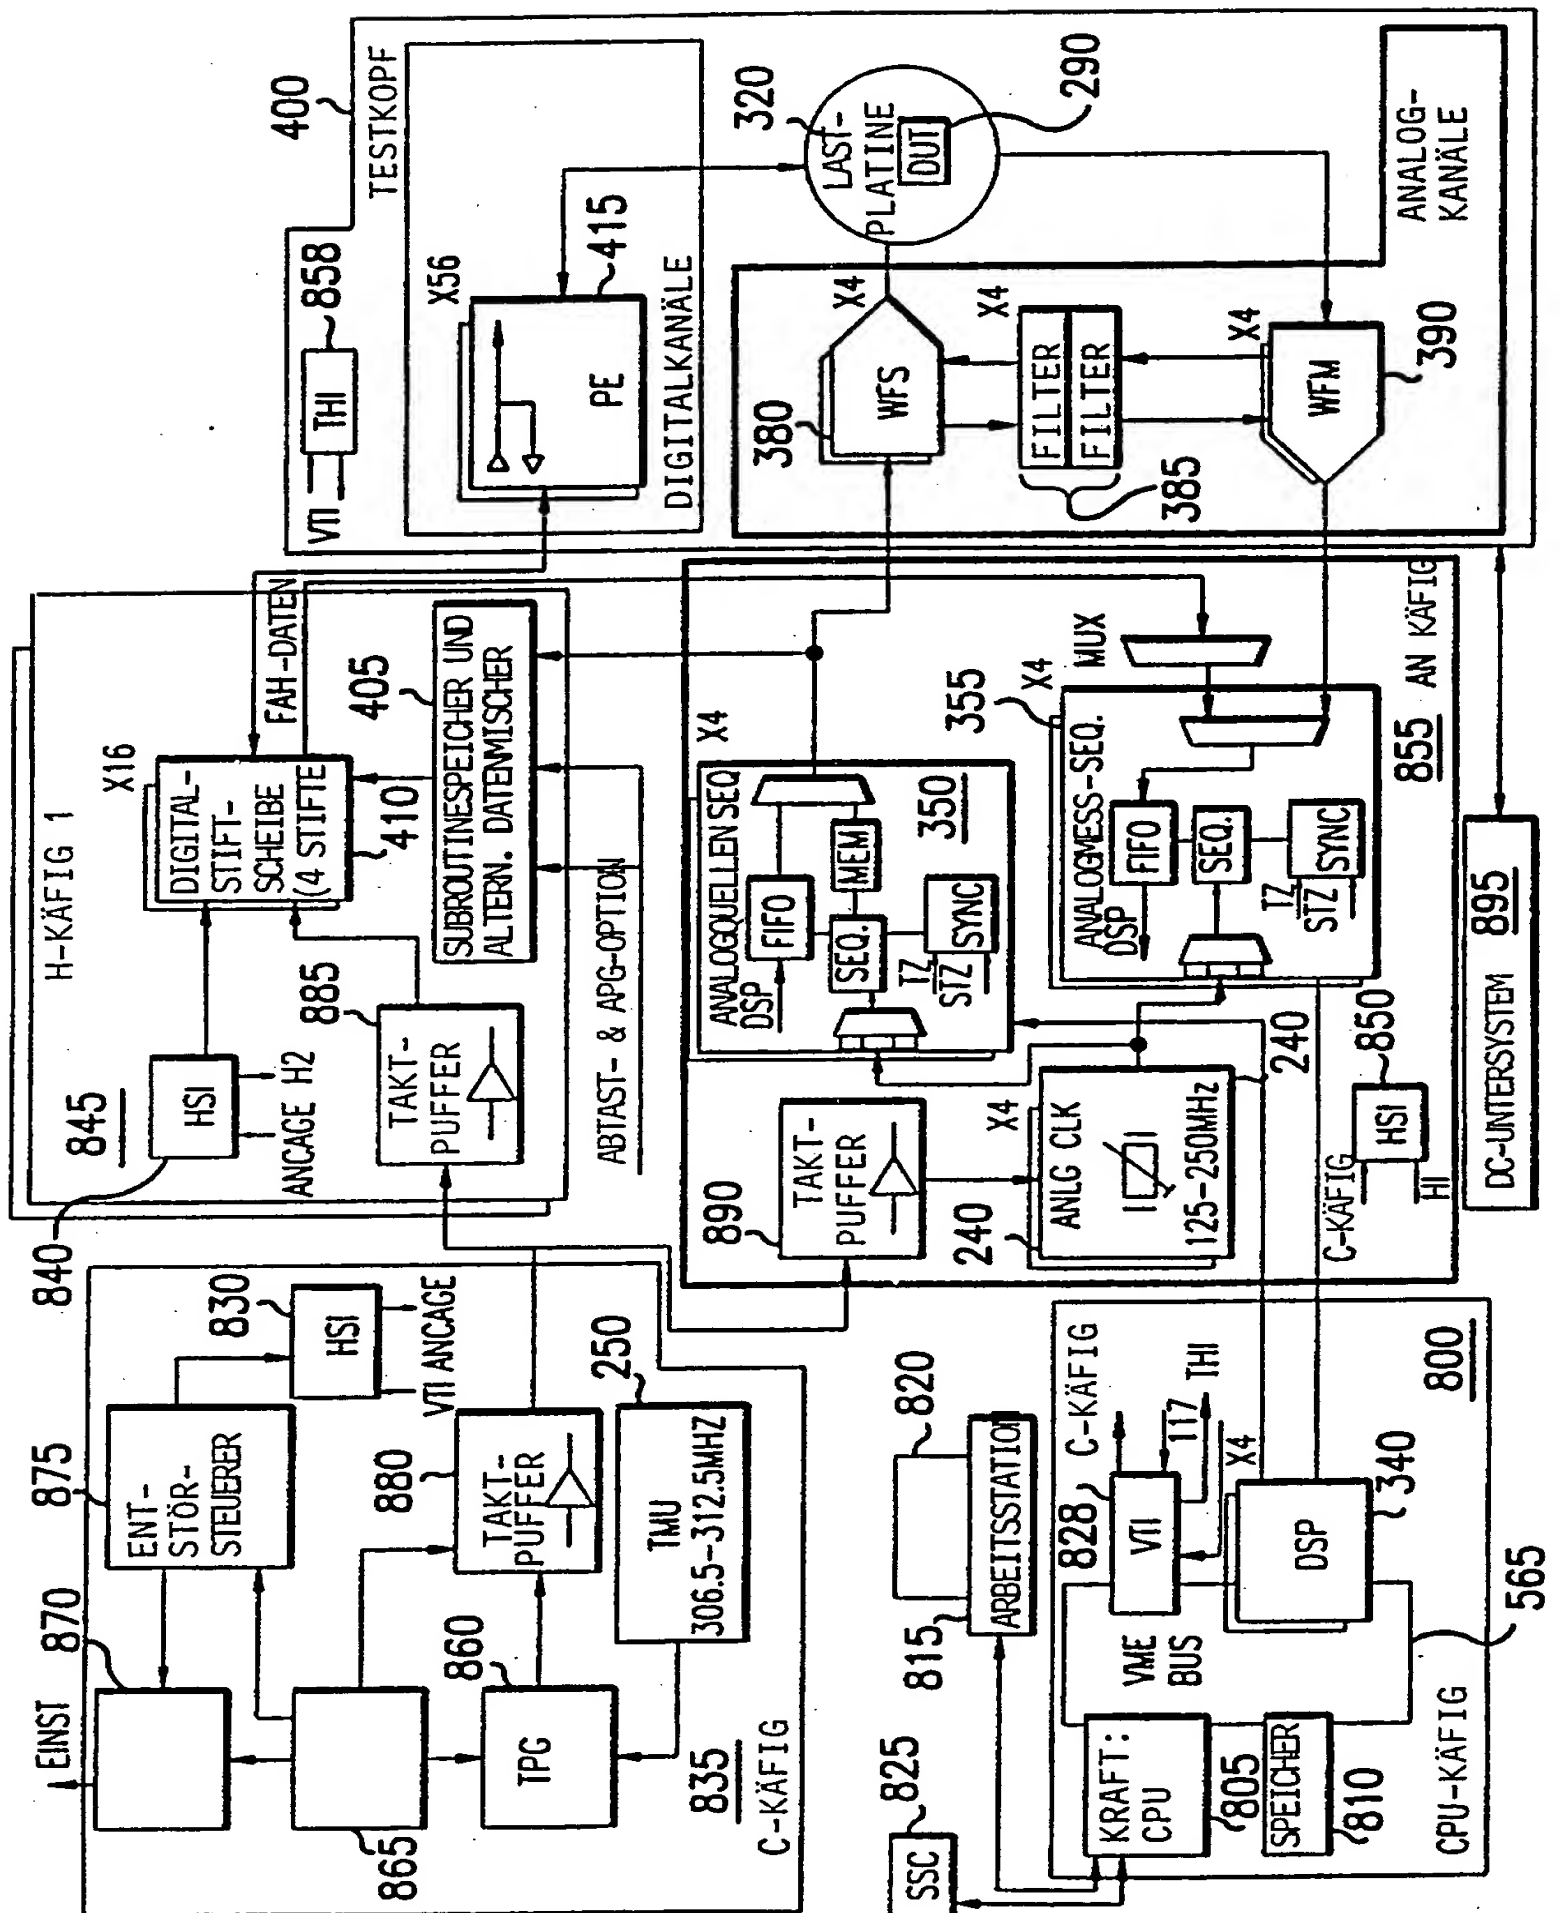 400
TESTKOPF
VTI
THI
858
X56
PE
415
DIGITALKANÄLE
320
LAST-
PLATINE
DUT
290
ANALOG-
KANÄLE
X4
WFS
380
X4
FILTER
FILTER
385
X4
WFM
390
H-KÄFIG 1
X16
DIGITAL-
STIFT-
SCHEIBE
(4 STIFTE
410
FAH-DATEN
405
SUBROUTINESPEICHER UND
ALTERN. DATENMISCHER
845
HSI
840
ANCAGE H2
885
TAKT-
PUFFER
ABTAST- & APG-OPTION
X4
ANALOGQUELLEN SEQ
350
DSP
FIFO
MEM
SEQ.
TZ
STZ
SYNC
MUX
X4
355
ANALOGMESS-SEQ.
DSP
FIFO
SEQ.
TZ
STZ
SYNC
AN KÄFIG
855
890
TAKT-
PUFFER
X4
ANLG CLK
125-250MHz
240
240
850
HSI
C-KÄFIG
HI
895
DC-UNTERSYSTEM
EINST
870
875
ENT-
STÖR-
STEUERER
830
HSI
VTI ANCAGE
865
860
TPG
880
TAKT-
PUFFER
250
TMU
306.5-312.5MHZ
835
C-KÄFIG
820
815
ARBEITSSTATION
825
SSC
800
CPU-KÄFIG
C-KÄFIG
828
VTI
117
THI
X4
DSP
340
VME
BUS
565
KRAFT:
CPU
805
SPEICHER
810